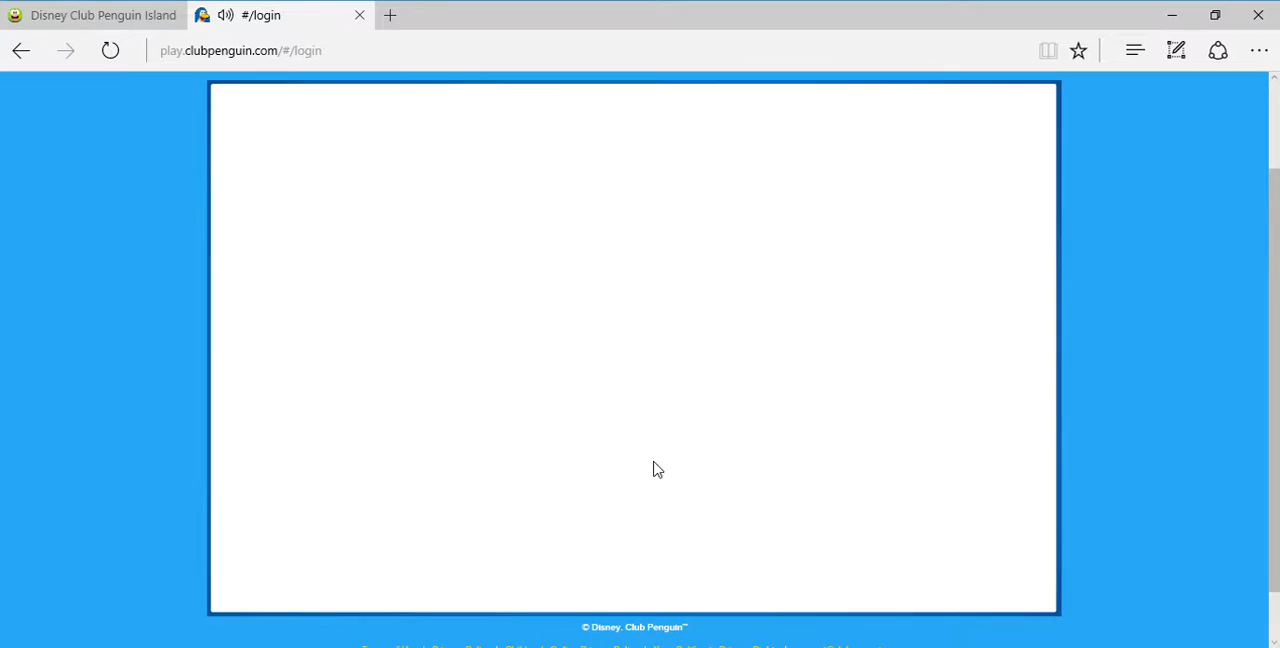 Disney Club Penguin Island
#/login
play.clubpenguin.com/#/login
© Disney. Club Penguin™